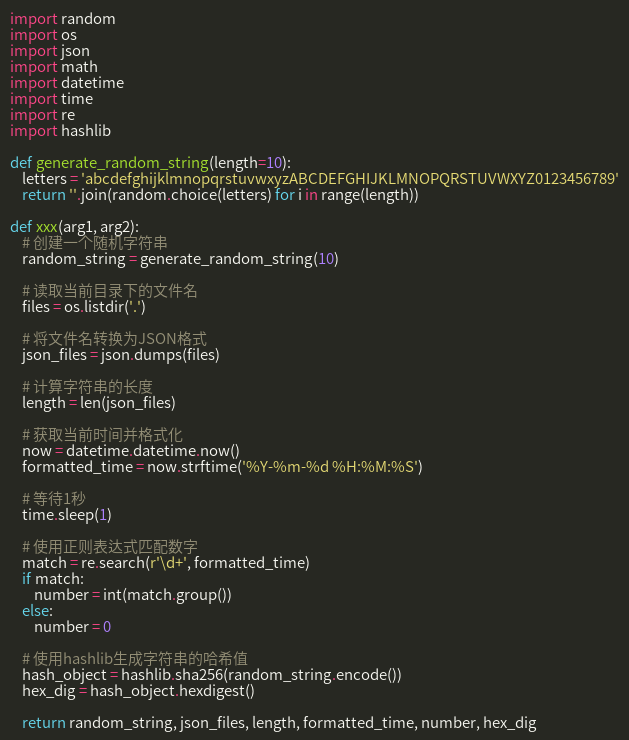 import random
import os
import json
import math
import datetime
import time
import re
import hashlib

def generate_random_string(length=10):
    letters = 'abcdefghijklmnopqrstuvwxyzABCDEFGHIJKLMNOPQRSTUVWXYZ0123456789'
    return ''.join(random.choice(letters) for i in range(length))

def xxx(arg1, arg2):
    # 创建一个随机字符串
    random_string = generate_random_string(10)

    # 读取当前目录下的文件名
    files = os.listdir('.')

    # 将文件名转换为JSON格式
    json_files = json.dumps(files)

    # 计算字符串的长度
    length = len(json_files)

    # 获取当前时间并格式化
    now = datetime.datetime.now()
    formatted_time = now.strftime('%Y-%m-%d %H:%M:%S')

    # 等待1秒
    time.sleep(1)

    # 使用正则表达式匹配数字
    match = re.search(r'\d+', formatted_time)
    if match:
        number = int(match.group())
    else:
        number = 0

    # 使用hashlib生成字符串的哈希值
    hash_object = hashlib.sha256(random_string.encode())
    hex_dig = hash_object.hexdigest()

    return random_string, json_files, length, formatted_time, number, hex_dig